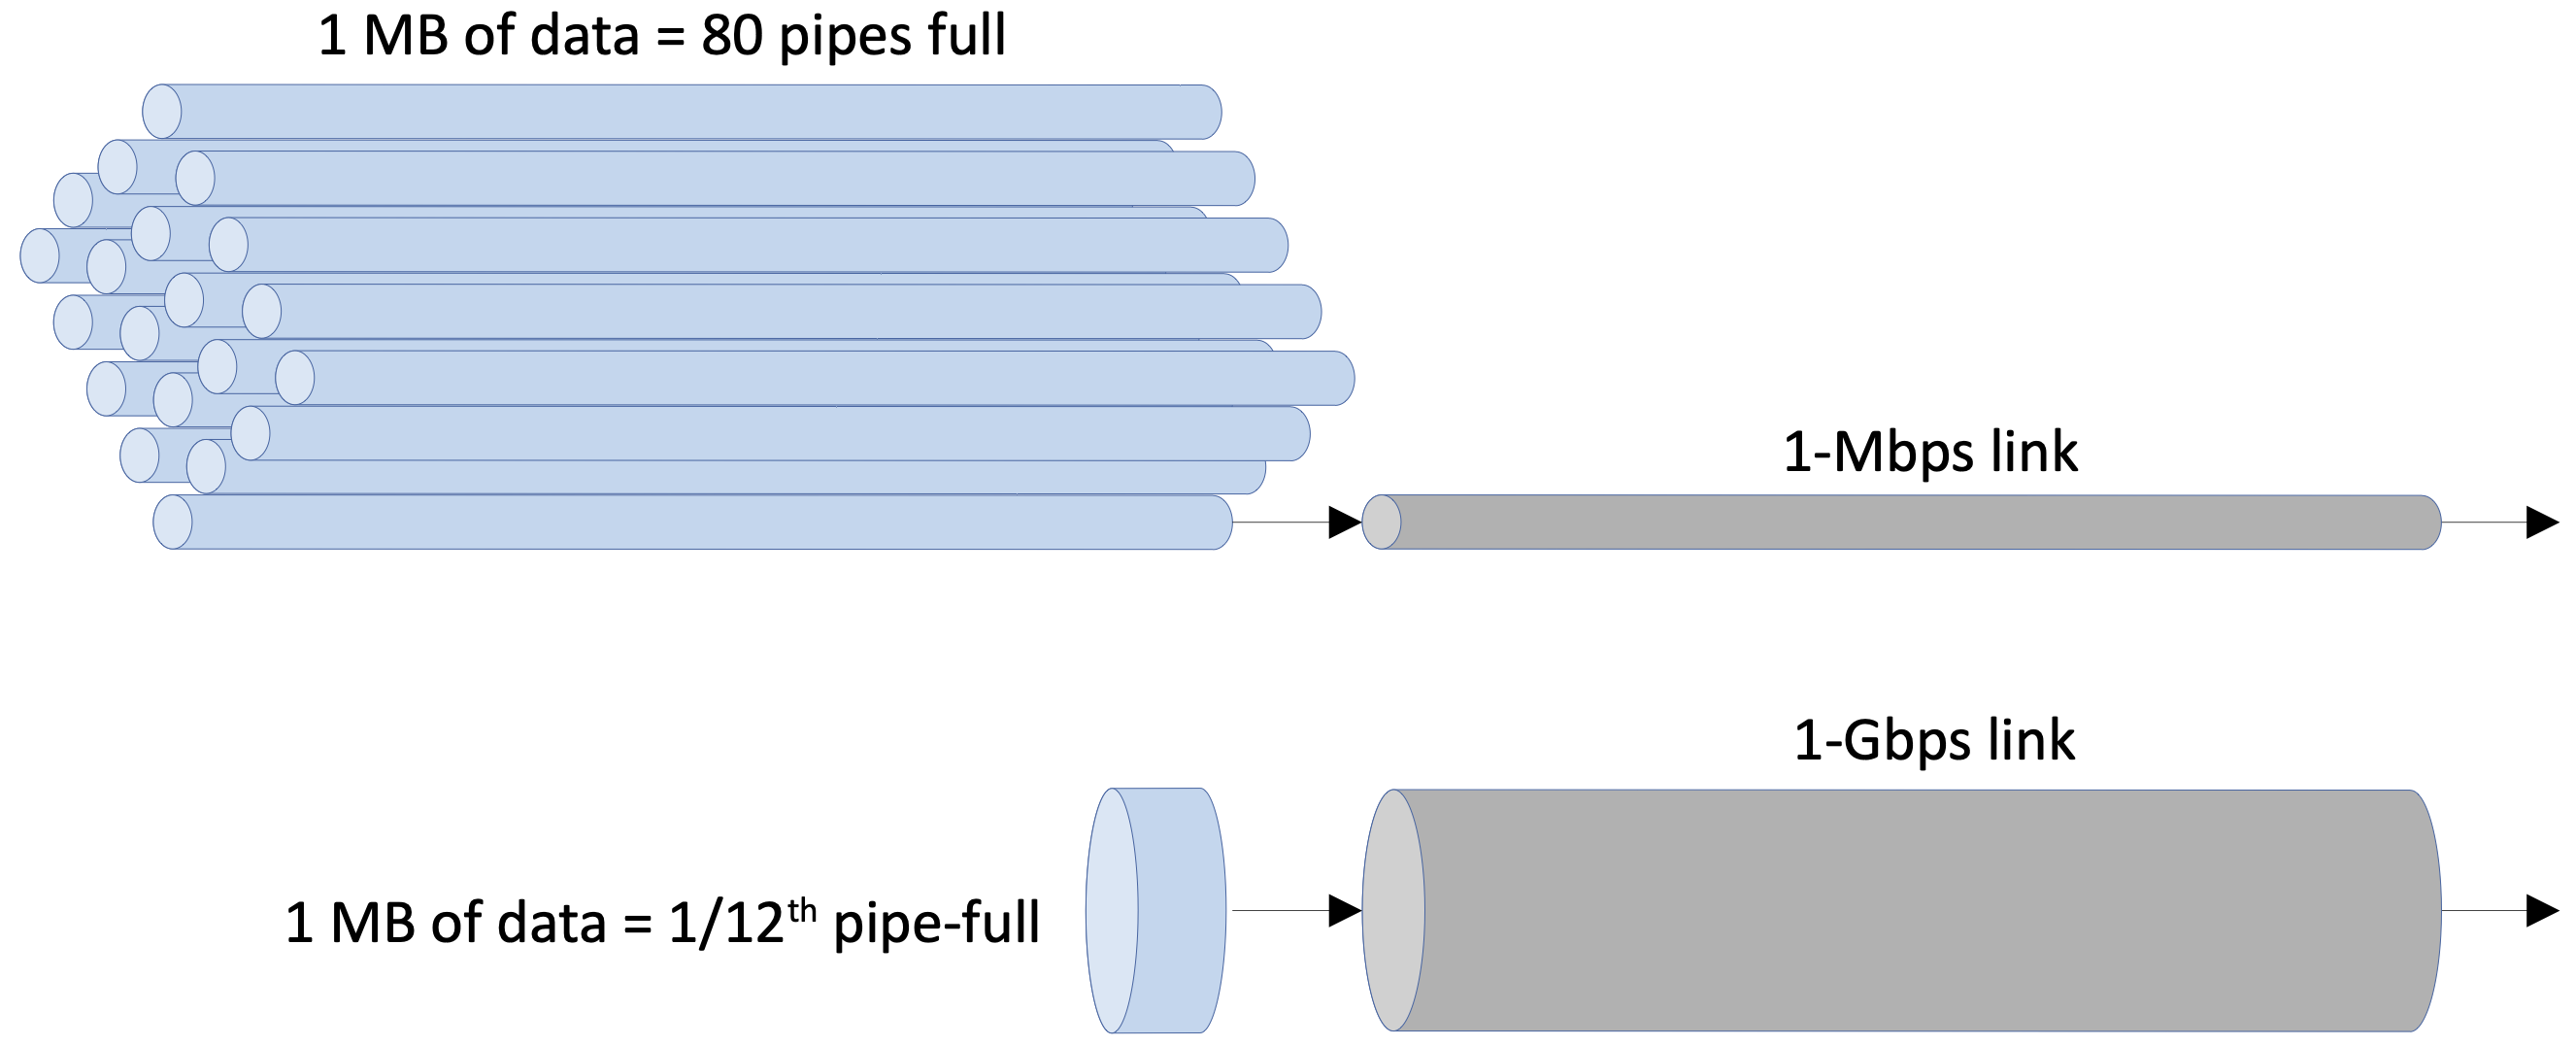 1 MB of data = 80 pipes full
1-Mbps link
1-Gbps link
1 MB of data = 1/12th pipe-full